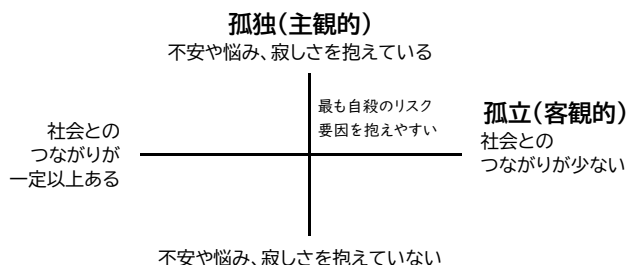 孤独(主観的)
不安や悩み、寂しさを抱えている
最も自殺のリスク
要因を抱えやすい
孤立(客観的)
社会との
つながりが少ない
社会との
つながりが
一定以上ある
不安や悩み、寂しさを抱えていない